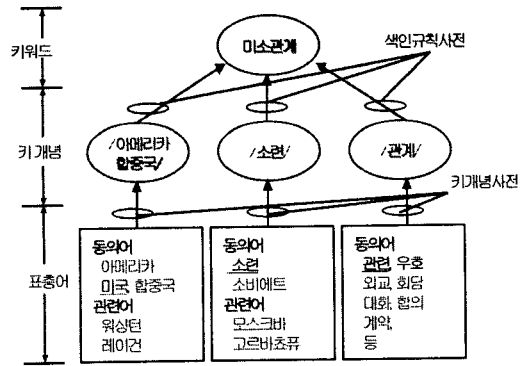 키워드
미소관계
색인규칙사전
키개념
/아메리카
합중국/
/소련/
/관계/
키개념사전
표층어
동의어
아메리카
미국, 합중국
관련어
워싱턴
레이건
동의어
소련
소비에트
관련어
모스크바
고르바쵸퓨
동의어
관련, 우호
외교, 회담
대화, 합의
계약,
등